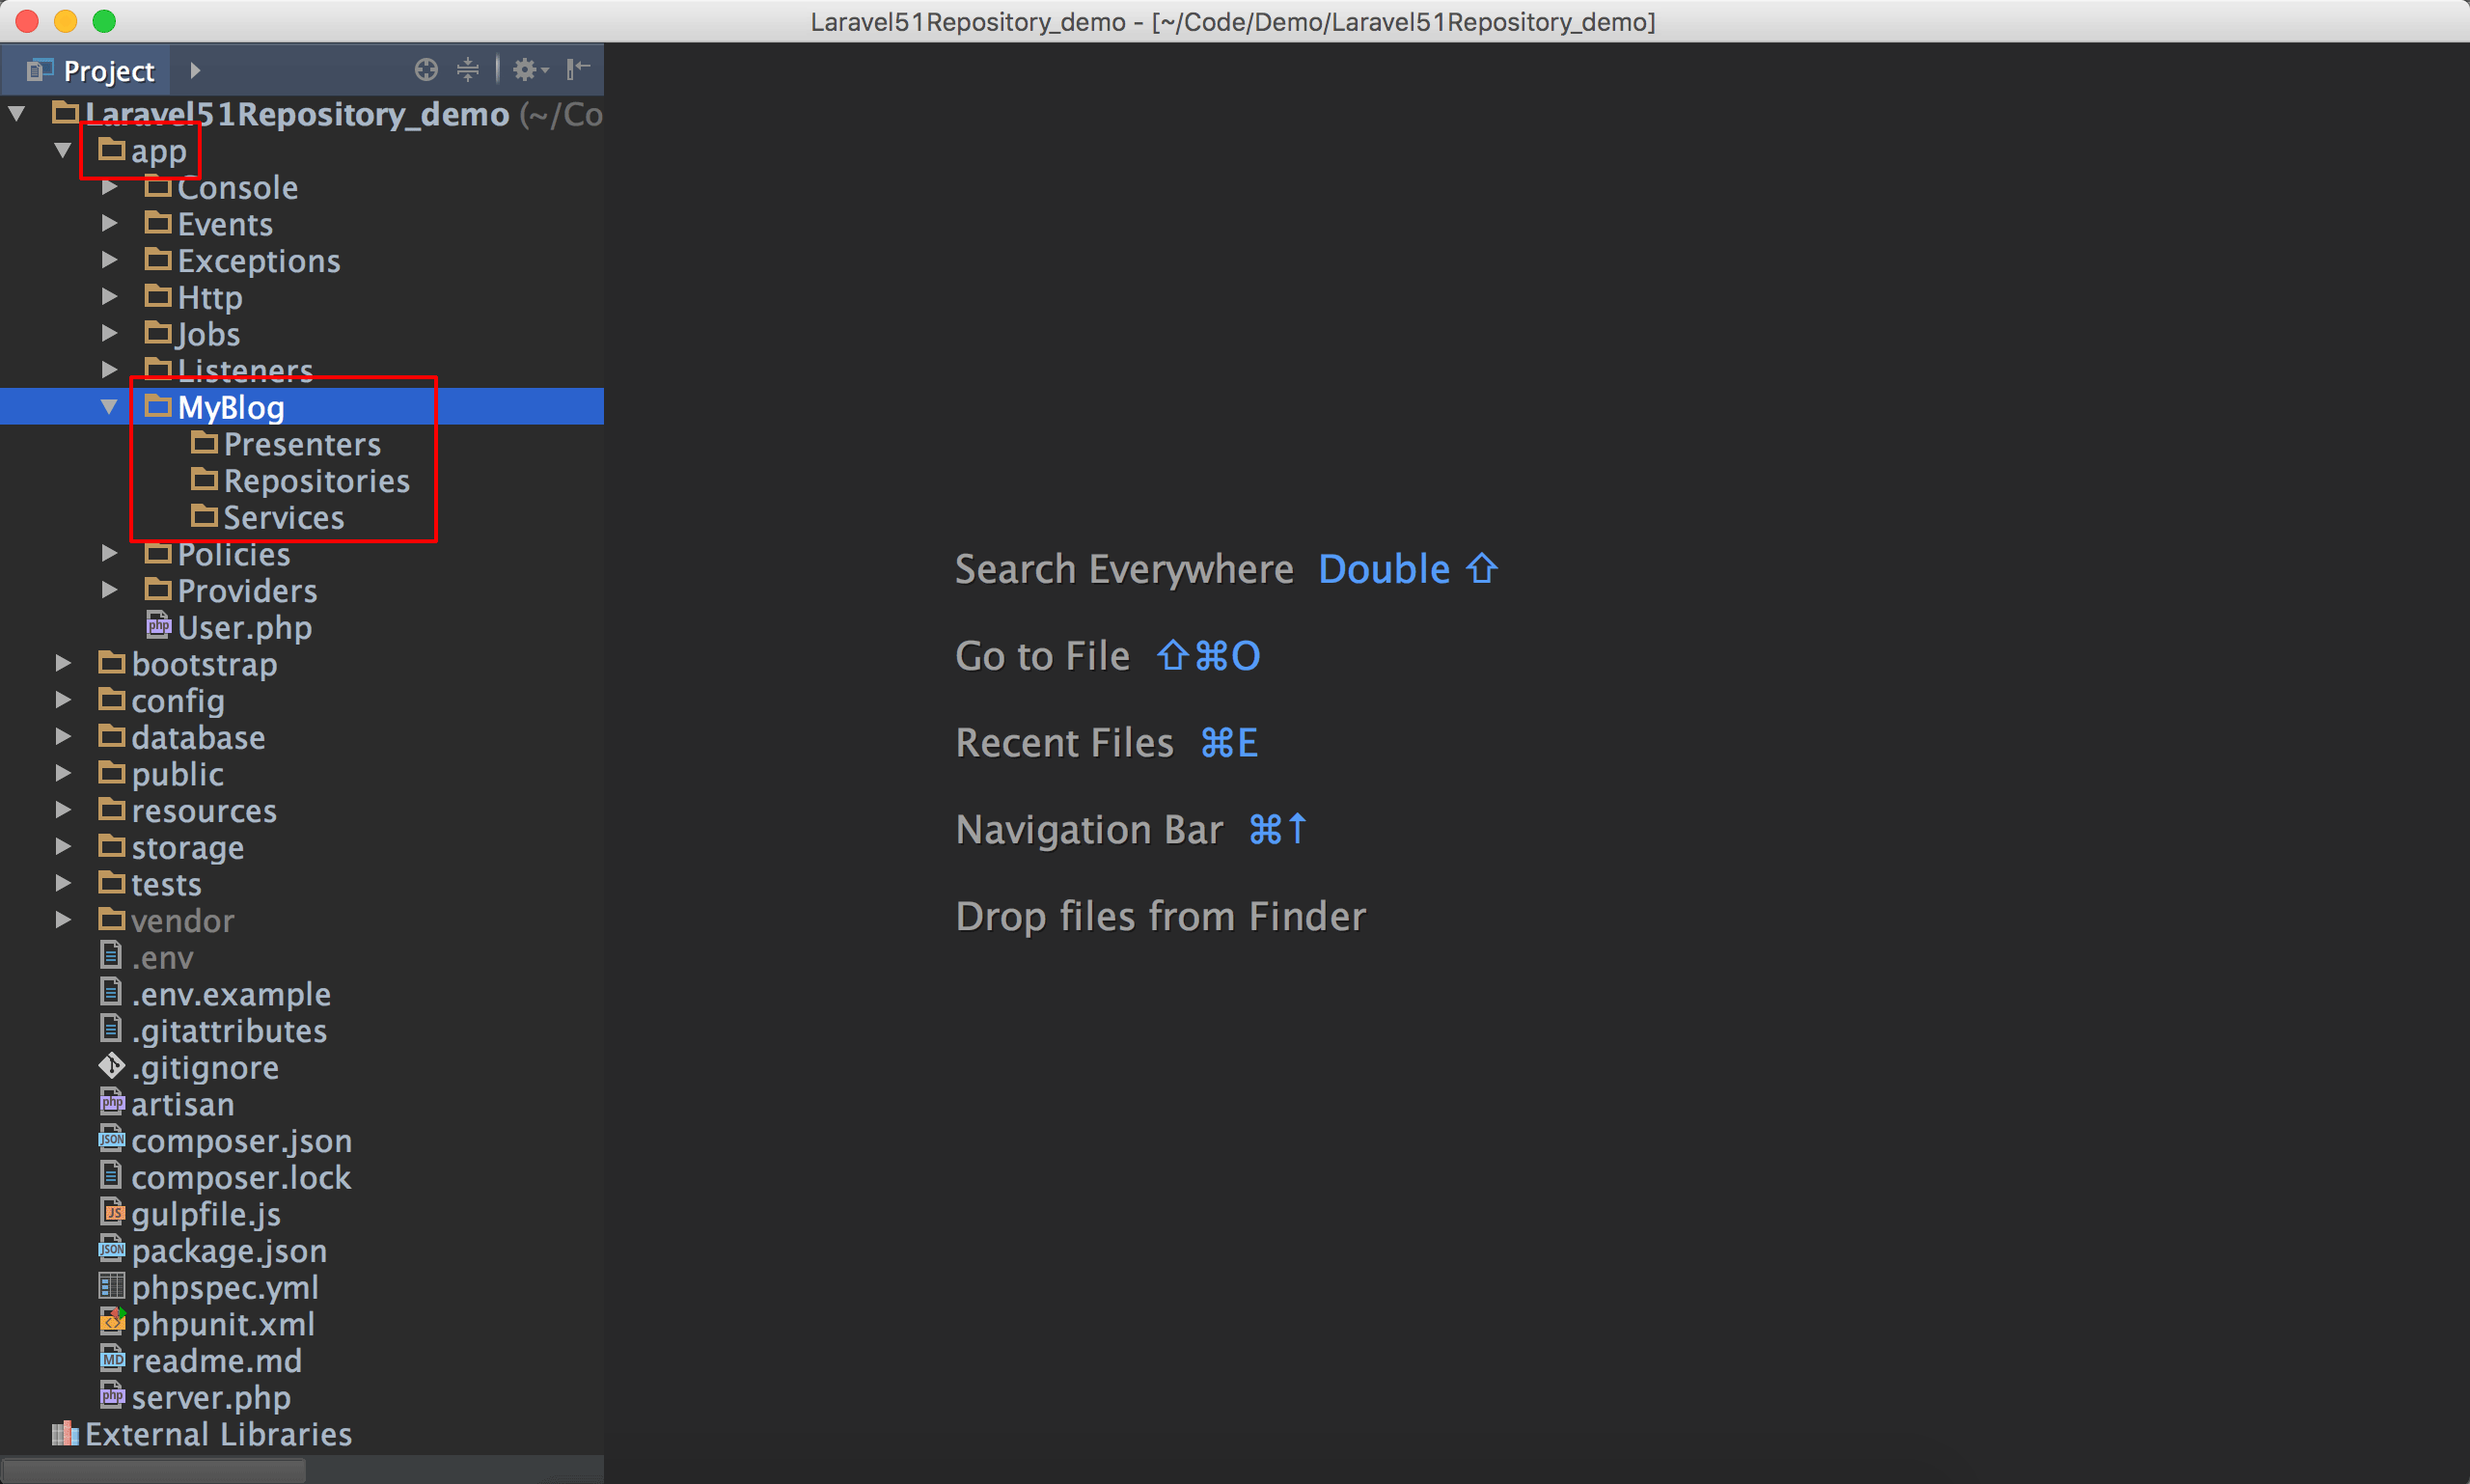 Laravel51Repository_demo - [~/Code/Demo/Laravel51Repository_demo]
Project
Laravel51Repository_demo (~/Co
app
Console
Events
Exceptions
Http
Jobs
Listeners
MyBlog
Presenters
Repositories
Services
Policies
Providers
User.php
bootstrap
config
database
public
resources
storage
tests
vendor
.env
.env.example
.gitattributes
.gitignore
artisan
composer.json
composer.lock
gulpfile.js
package.json
phpspec.yml
phpunit.xml
readme.md
server.php
External Libraries
Search Everywhere Double ⇧
Go to File ⇧⌘O
Recent Files ⌘E
Navigation Bar ⌘↑
Drop files from Finder